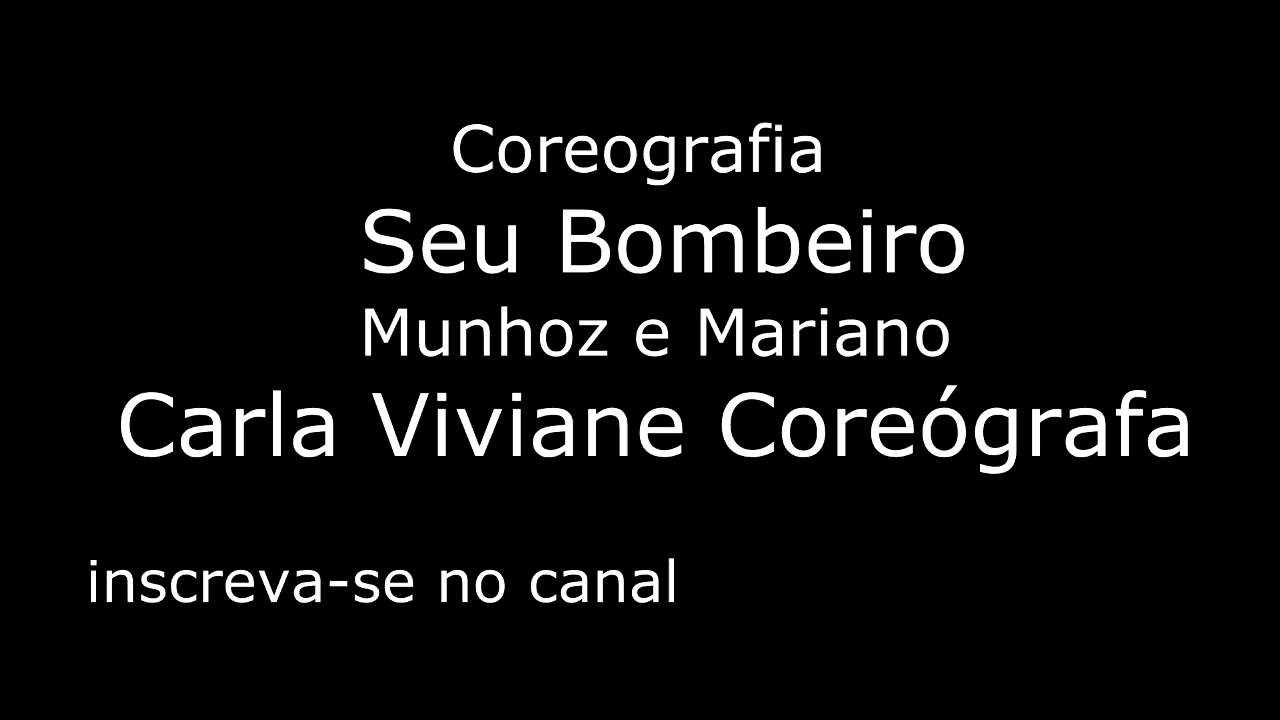 Coreografia
Seu Bombeiro
Munhoz e Mariano
Carla Viviane Coreógrafa
inscreva-se no canal